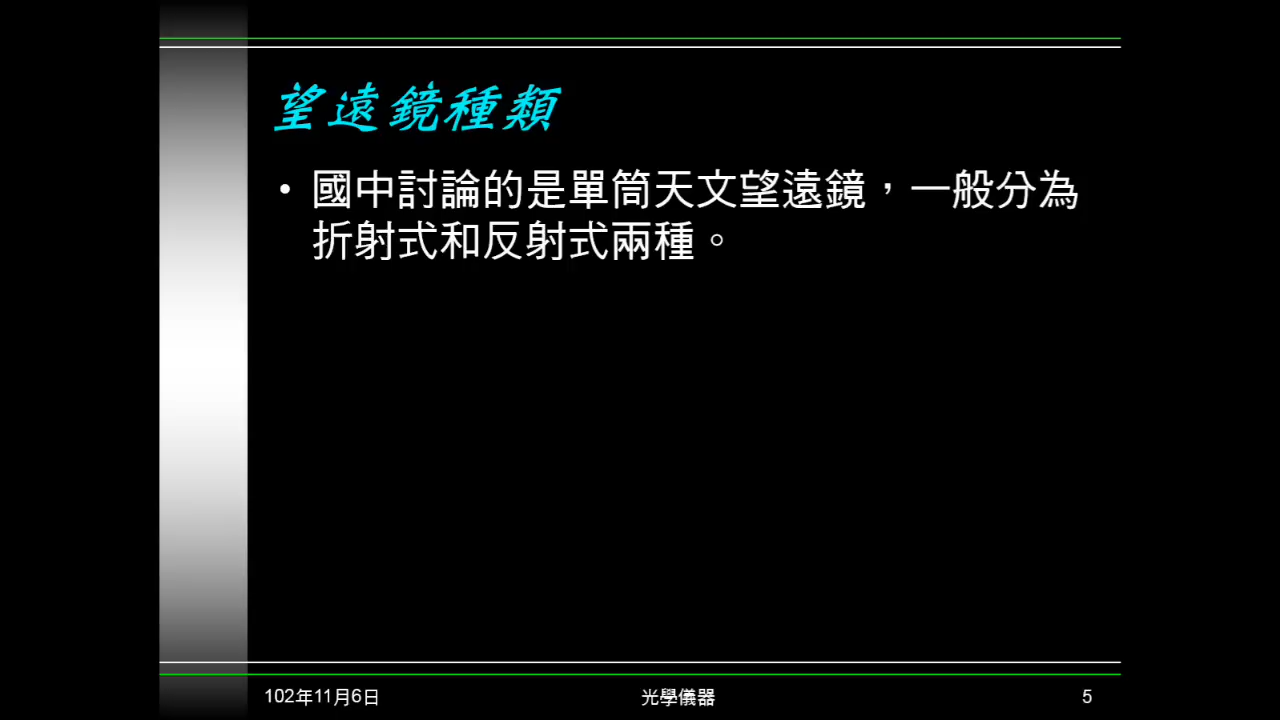 望遠鏡種類
• 國中討論的是單筒天文望遠鏡，一般分為
折射式和反射式兩種。
102年11月6日
光學儀器
5